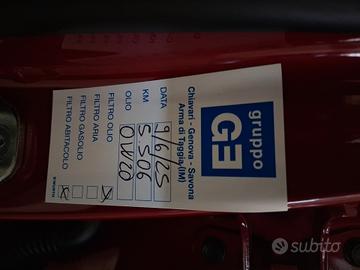 gruppo
GE
Chiavari - Genova - Savona
Arma di Taggia (IM)
DATA 9/6/25
KM 5506
OLIO 0W20
FILTRO OLIO
FILTRO ARIA
FILTRO GASOLIO
FILTRO ABITACOLO
subito